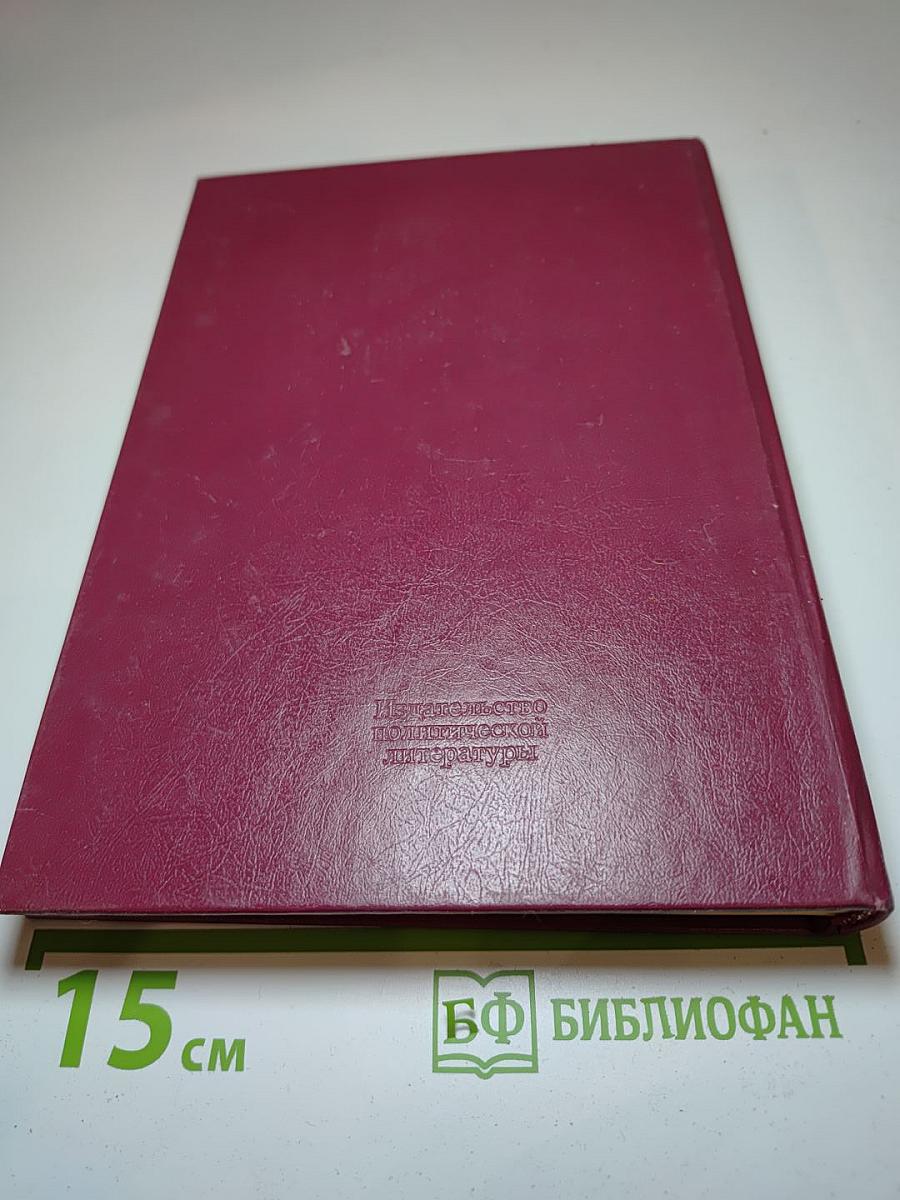 Издательство
политической
литературы
15 см
БФ БИБЛИОФАН